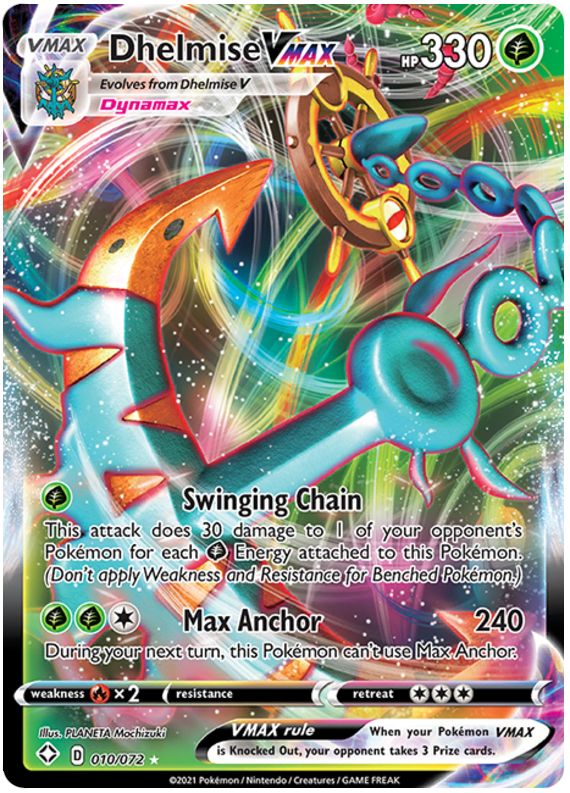 VMAX Dhelmise VMAX HP 330
Evolves from Dhelmise V
Dynamax
Swinging Chain
This attack does 30 damage to 1 of your opponent's
Pokémon for each Energy attached to this Pokémon.
(Don't apply Weakness and Resistance for Benched Pokémon.)
Max Anchor 240
During your next turn, this Pokémon can't use Max Anchor.
weakness ×2 resistance retreat
Illus. PLANETA Mochizuki
VMAX rule When your Pokémon VMAX
is Knocked Out, your opponent takes 3 Prize cards.
D 010/072 ★
©2021 Pokémon / Nintendo / Creatures / GAME FREAK